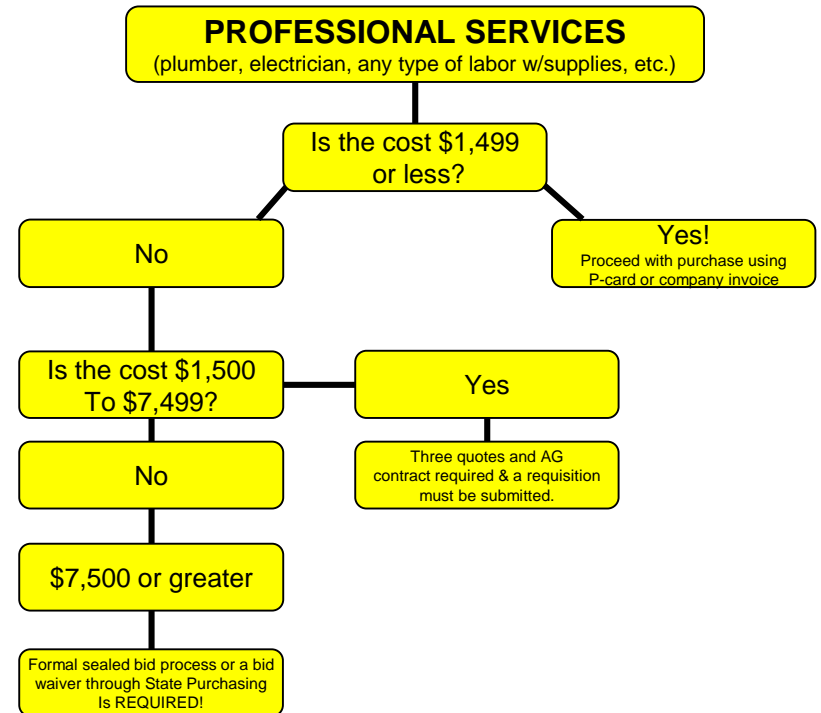 PROFESSIONAL SERVICES
(plumber, electrician, any type of labor w/supplies, etc.)
Is the cost $1,499
or less?
No
Yes!
Proceed with purchase using
P-card or company invoice
Is the cost $1,500
To $7,499?
Yes
No
Three quotes and AG
contract required & a requisition
must be submitted.
$7,500 or greater
Formal sealed bid process or a bid
waiver through State Purchasing
Is REQUIRED!